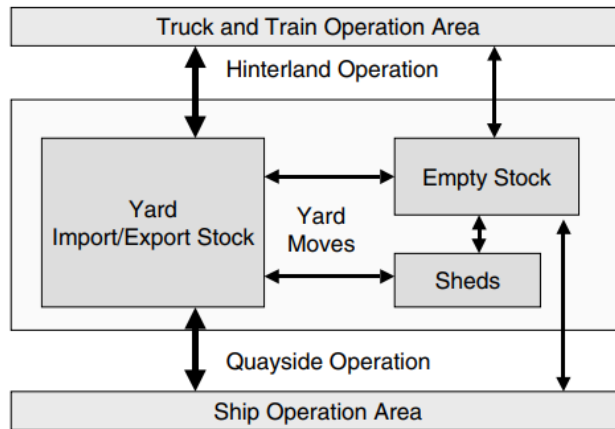 Truck and Train Operation Area
Hinterland Operation
Yard
Import/Export Stock
Yard
Moves
Empty Stock
Sheds
Quayside Operation
Ship Operation Area